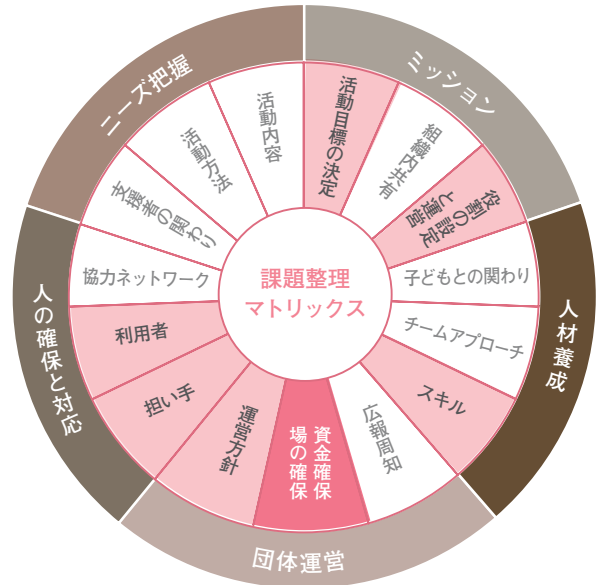 課題整理
マトリックス
ミッション
活動目標の決定
組織内共有
役割の設定
と運営
人材養成
子どもとの関わり
チームアプローチ
スキル
団体運営
広報周知
資金確保
場の確保
運営方針
人の確保と対応
担い手
利用者
協力ネットワーク
ニーズ把握
支援者の関わり
活動方法
活動内容